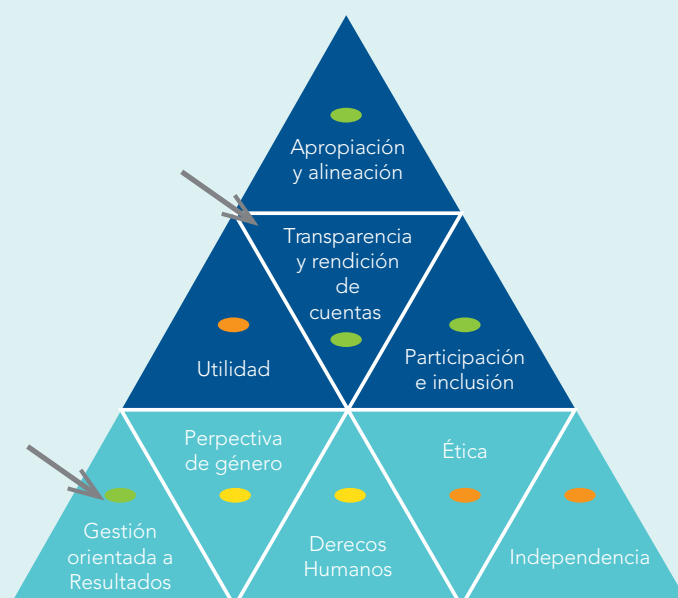 Apropiación
y alineación
Transparencia
y rendición
de
cuentas
Utilidad
Participación
e inclusión
Perpectiva
de género
Ética
Gestión
orientada a
Resultados
Derecos
Humanos
Independencia